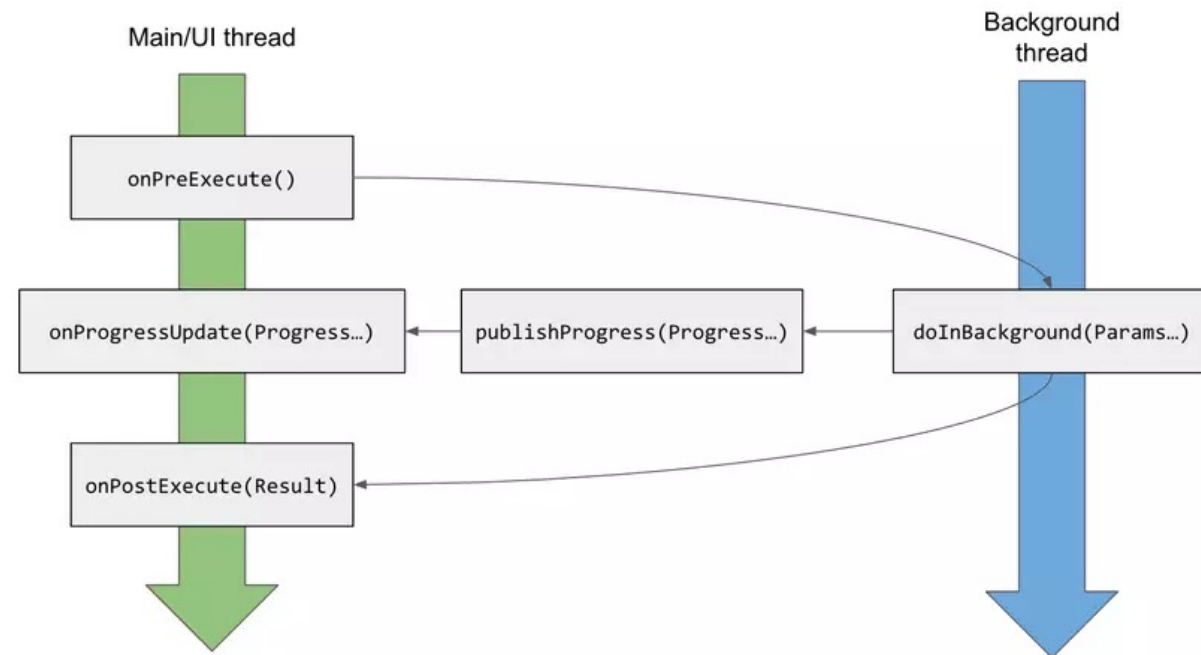 Main/UI thread
Background
thread
onPreExecute()
onProgressUpdate(Progress…)
publishProgress(Progress…)
doInBackground(Params…)
onPostExecute(Result)